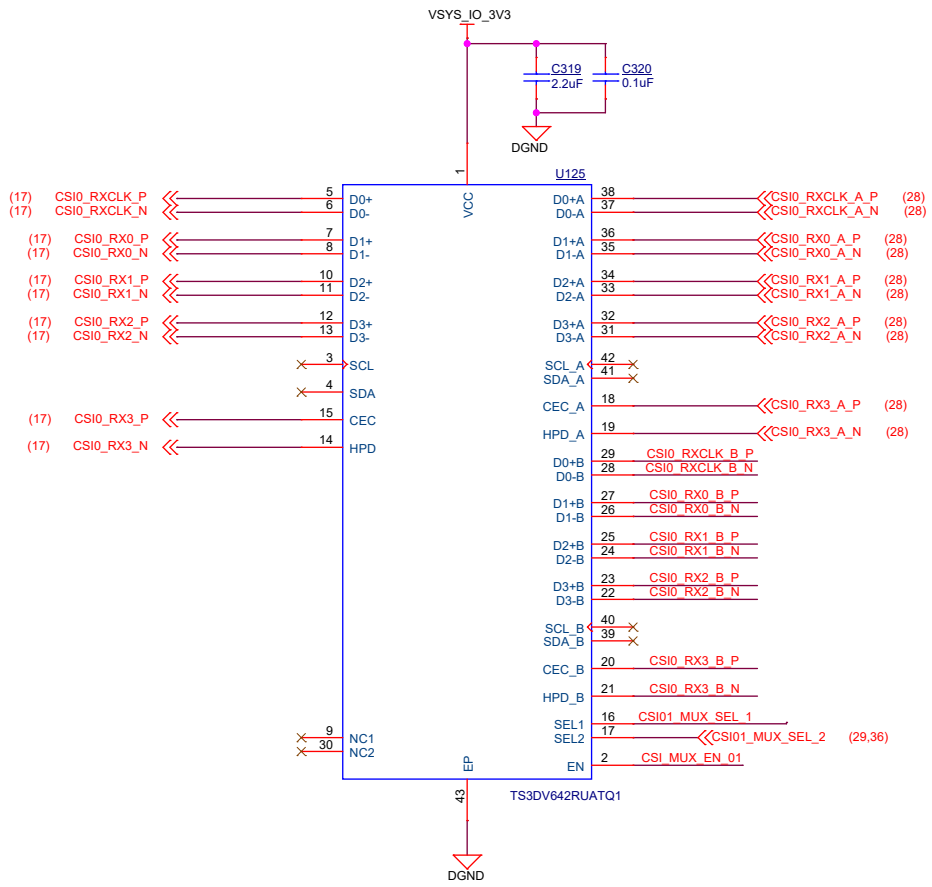 VSYS_IO_3V3
C319
2.2uF
C320
0.1uF
DGND
U125
1
VCC
(17) CSI0_RXCLK_P 5 D0+
(17) CSI0_RXCLK_N 6 D0-
(17) CSI0_RX0_P 7 D1+
(17) CSI0_RX0_N 8 D1-
(17) CSI0_RX1_P 10 D2+
(17) CSI0_RX1_N 11 D2-
(17) CSI0_RX2_P 12 D3+
(17) CSI0_RX2_N 13 D3-
3 SCL
4 SDA
(17) CSI0_RX3_P 15 CEC
(17) CSI0_RX3_N 14 HPD
9 NC1
30 NC2
D0+A 38 CSI0_RXCLK_A_P (28)
D0-A 37 CSI0_RXCLK_A_N (28)
D1+A 36 CSI0_RX0_A_P (28)
D1-A 35 CSI0_RX0_A_N (28)
D2+A 34 CSI0_RX1_A_P (28)
D2-A 33 CSI0_RX1_A_N (28)
D3+A 32 CSI0_RX2_A_P (28)
D3-A 31 CSI0_RX2_A_N (28)
SCL_A 42
SDA_A 41
CEC_A 18 CSI0_RX3_A_P (28)
HPD_A 19 CSI0_RX3_A_N (28)
D0+B 29 CSI0_RXCLK_B_P
D0-B 28 CSI0_RXCLK_B_N
D1+B 27 CSI0_RX0_B_P
D1-B 26 CSI0_RX0_B_N
D2+B 25 CSI0_RX1_B_P
D2-B 24 CSI0_RX1_B_N
D3+B 23 CSI0_RX2_B_P
D3-B 22 CSI0_RX2_B_N
SCL_B 40
SDA_B 39
CEC_B 20 CSI0_RX3_B_P
HPD_B 21 CSI0_RX3_B_N
SEL1 16 CSI01_MUX_SEL_1
SEL2 17 CSI01_MUX_SEL_2 (29,36)
EN 2 CSI_MUX_EN_01
EP
43
TS3DV642RUATQ1
DGND